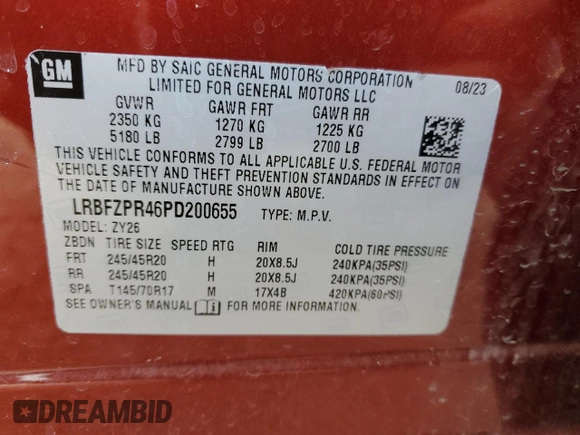 GM
MFD BY SAIC GENERAL MOTORS CORPORATION
LIMITED FOR GENERAL MOTORS LLC
08/23
GVWR GAWR FRT GAWR RR
2350 KG 1270 KG 1225 KG
5180 LB 2799 LB 2700 LB
THIS VEHICLE CONFORMS TO ALL APPLICABLE U.S. FEDERAL MOTOR
VEHICLE SAFETY AND THEFT PREVENTION STANDARDS IN EFFECT ON
THE DATE OF MANUFACTURE SHOWN ABOVE.
LRBFZPR46PD200655 TYPE: M.P.V.
MODEL: ZY26
ZBDN TIRE SIZE SPEED RTG RIM COLD TIRE PRESSURE
FRT 245/45R20 H 20X8.5J 240KPA(35PSI)
RR 245/45R20 H 20X8.5J 240KPA(35PSI)
SPA T145/70R17 M 17X4B 420KPA(60PSI)
SEE OWNER'S MANUAL FOR MORE INFORMATION.
DREAMBID